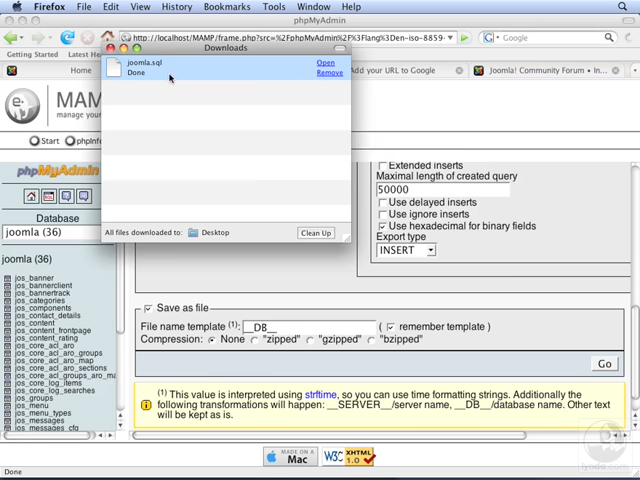 Firefox File Edit View History Bookmarks Tools Window Help
phpMyAdmin
http://localhost/MAMP/frame.php?src=%2FphpMyAdmin%2F%3Flang%3Den-iso-8859-
Google
Getting Started Latest He
Downloads
Home
Add your URL to Google
Joomla! Community Forum •
joomla.sql
Open
Done
Remove
All files downloaded to: Desktop
Clean Up
MAM
manage your
Start phpInfo
phpMyAdmin
Database
joomla (36)
joomla (36)
jos_banner
jos_bannerclient
jos_bannertrack
jos_categories
jos_components
jos_contact_details
jos_content
jos_content_frontpage
jos_content_rating
jos_core_acl_aro
jos_core_acl_aro_groups
jos_core_acl_aro_map
jos_core_acl_aro_sections
jos_core_acl_groups_aro_ma
jos_core_log_items
jos_core_log_searches
jos_groups
jos_menu
jos_menu_types
jos_messages
jos_messages_cfg
Extended inserts
Maximal length of created query
50000
Use delayed inserts
Use ignore inserts
Use hexadecimal for binary fields
Export type
INSERT
Save as file
File name template (1): __DB__ ( remember template )
Compression: None "zipped" "gzipped" "bzipped"
Go
(1) This value is interpreted using strftime, so you can use time formatting strings. Additionally the
following transformations will happen: __SERVER__/server name, __DB__/database name. Other text
will be kept as is.
MADE ON A
Mac
W3C XHTML
1.0
Done
lynda.com